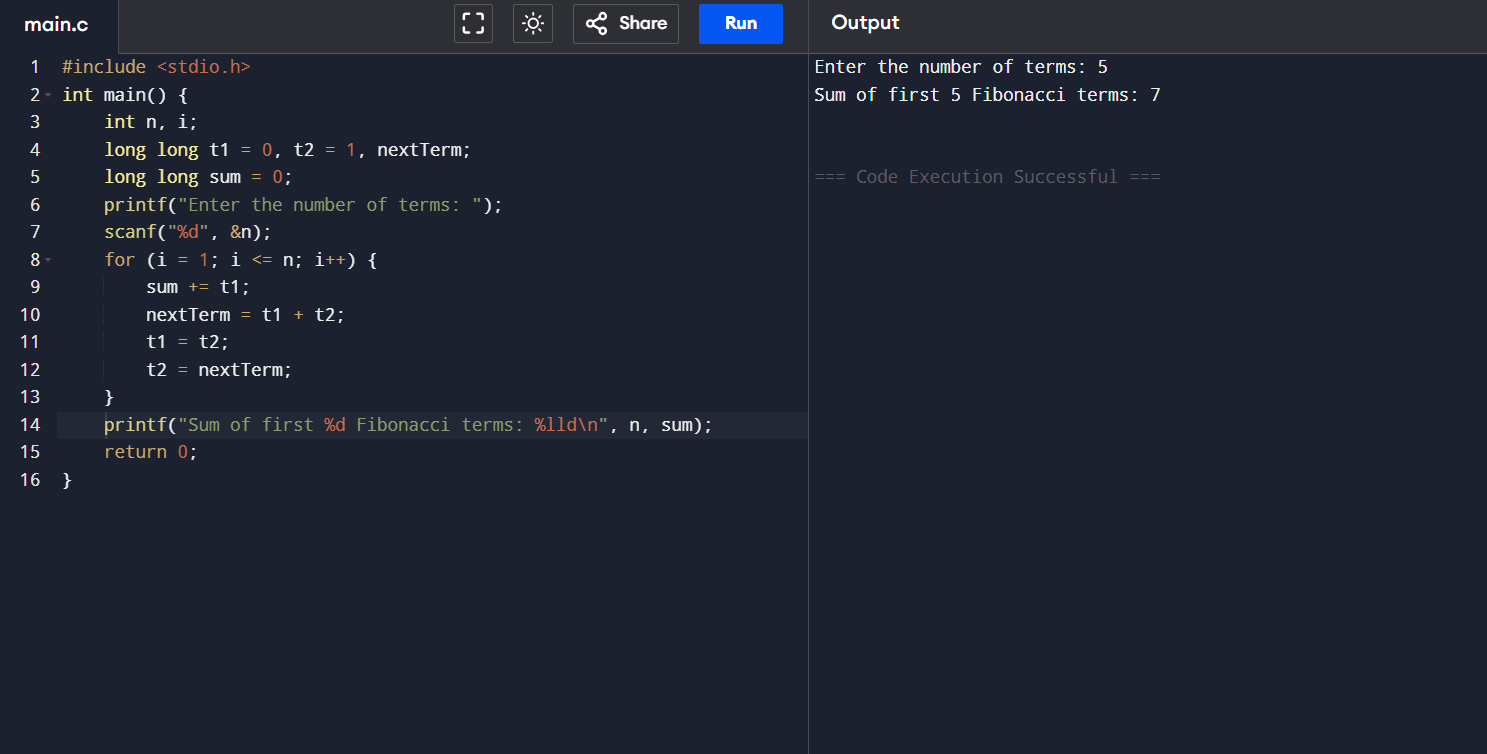 main.c
Share
Run
Output
1 #include <stdio.h>
2 int main() {
3     int n, i;
4     long long t1 = 0, t2 = 1, nextTerm;
5     long long sum = 0;
6     printf("Enter the number of terms: ");
7     scanf("%d", &n);
8     for (i = 1; i <= n; i++) {
9         sum += t1;
10         nextTerm = t1 + t2;
11         t1 = t2;
12         t2 = nextTerm;
13     }
14     printf("Sum of first %d Fibonacci terms: %lld\n", n, sum);
15     return 0;
16 }
Enter the number of terms: 5
Sum of first 5 Fibonacci terms: 7
=== Code Execution Successful ===